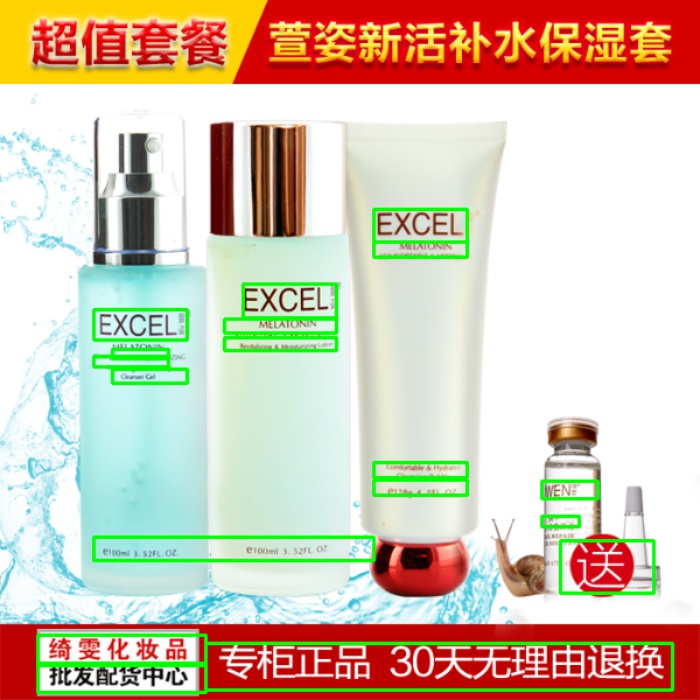 超值套餐
萱姿新活补水保湿套
EXCEL
MELATONIN
EXCEL
MELATONIN
Revitalizing & Moisturizing Lotion
EXCEL
MELATONIN
Cleanser Gel
Comfortable & Hydrates
WEN
REPAIR
送
e100ml 3.52FL.OZ.
e100ml 3.52FL.OZ.
绮雯化妆品
批发配货中心
专柜正品 30天无理由退换